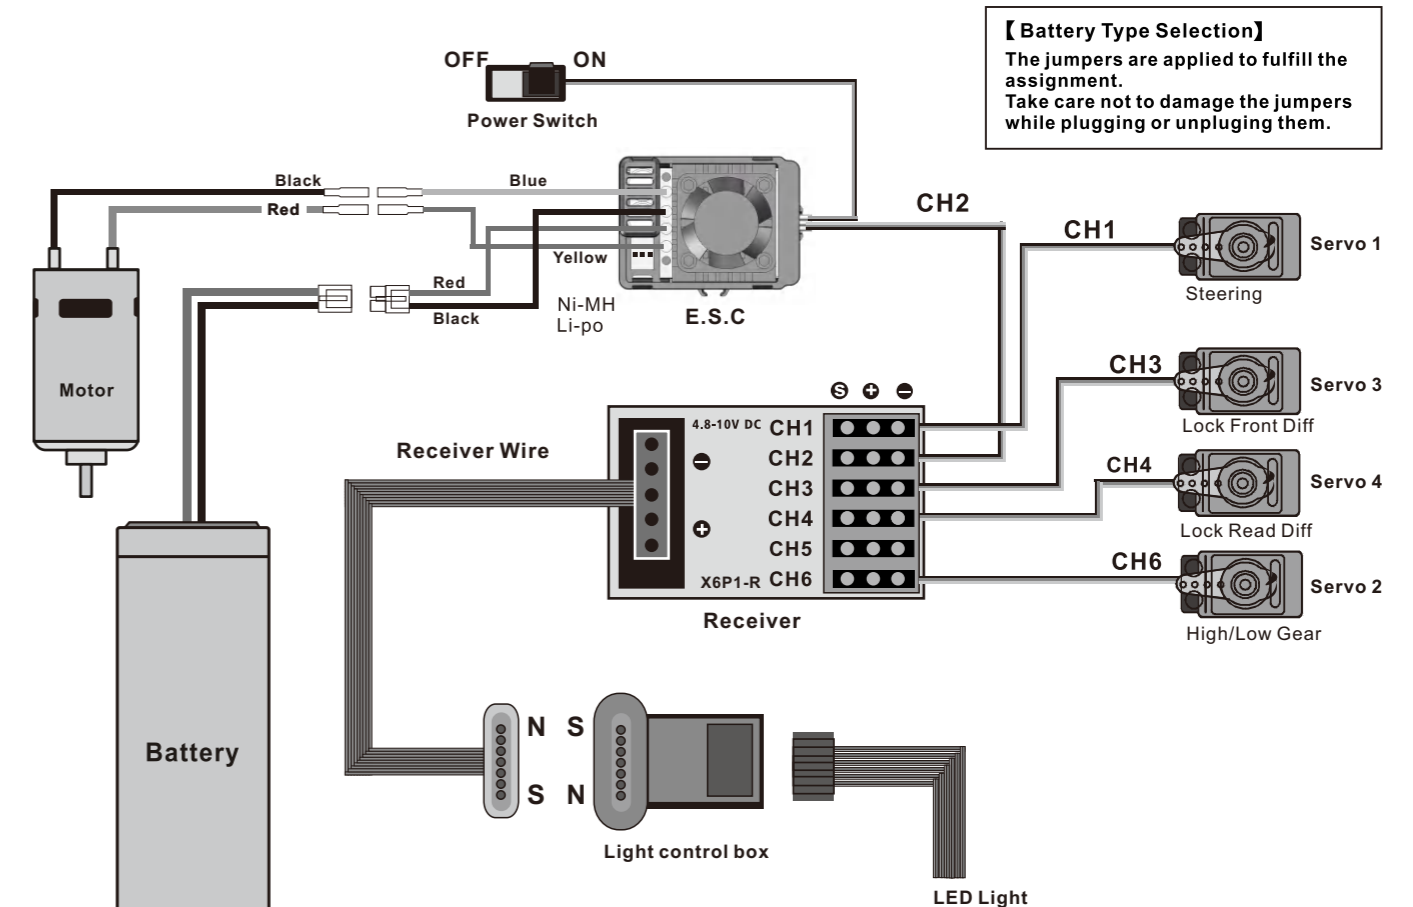 【Battery Type Selection】
The jumpers are applied to fulfill the
assignment.
Take care not to damage the jumpers
while plugging or unpluging them.
OFF
ON
Power Switch
Black
Blue
Red
Yellow
Red
Black
Ni-MH
Li-po
E.S.C
CH2
CH1
Servo 1
Steering
Motor
CH3
Servo 3
Lock Front Diff
CH4
Servo 4
Lock Read Diff
CH6
Servo 2
High/Low Gear
S + −
4.8-10V DC CH1
− CH2
CH3
+ CH4
CH5
X6P1-R CH6
Receiver
Receiver Wire
Battery
N S
S N
Light control box
LED Light